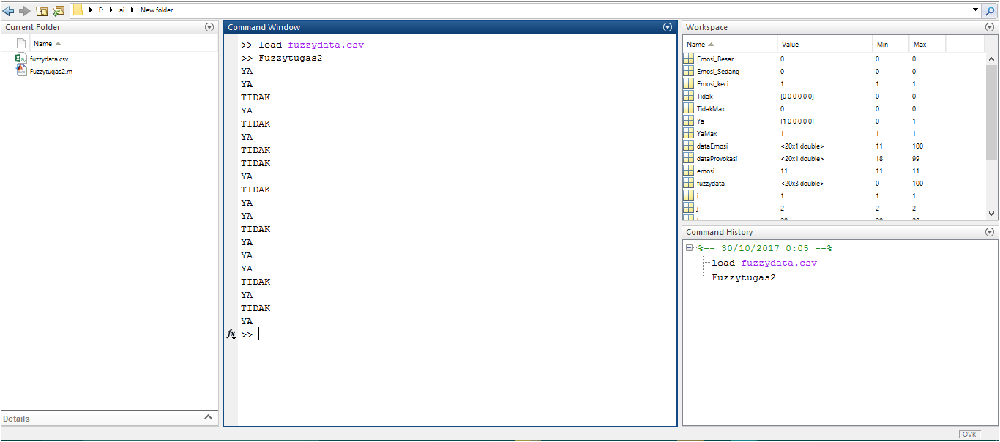 F: ▸ ai ▸ New folder
Current Folder
Name
fuzzydata.csv
Fuzzytugas2.m
Details
Command Window
>> load fuzzydata.csv
>> Fuzzytugas2
YA
YA
TIDAK
YA
TIDAK
YA
TIDAK
TIDAK
YA
TIDAK
YA
YA
TIDAK
YA
YA
YA
TIDAK
YA
TIDAK
YA
fx >>
Workspace
Name Value Min Max
Emosi_Besar 0 0 0
Emosi_Sedang 0 0 0
Emosi_keci 1 1 1
Tidak [0 0 0 0 0 0] 0 0
TidakMax 0 0 0
Ya [1 0 0 0 0 0] 0 1
YaMax 1 1 1
dataEmosi <20x1 double> 11 100
dataProvokasi <20x1 double> 18 99
emosi 11 11 11
fuzzydata <20x3 double> 0 100
i 1 1 1
j 2 2 2
Command History
%-- 30/10/2017 0:05 --%
load fuzzydata.csv
Fuzzytugas2
OVR